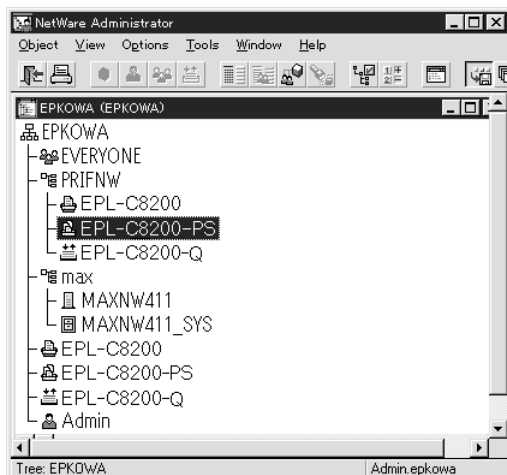 NetWare Administrator
Object View Options Tools Window Help
EPKOWA (EPKOWA)
EPKOWA
EVERYONE
PRIFNW
EPL-C8200
EPL-C8200-PS
EPL-C8200-Q
max
MAXNW411
MAXNW411_SYS
EPL-C8200
EPL-C8200-PS
EPL-C8200-Q
Admin
Tree: EPKOWA Admin.epkowa